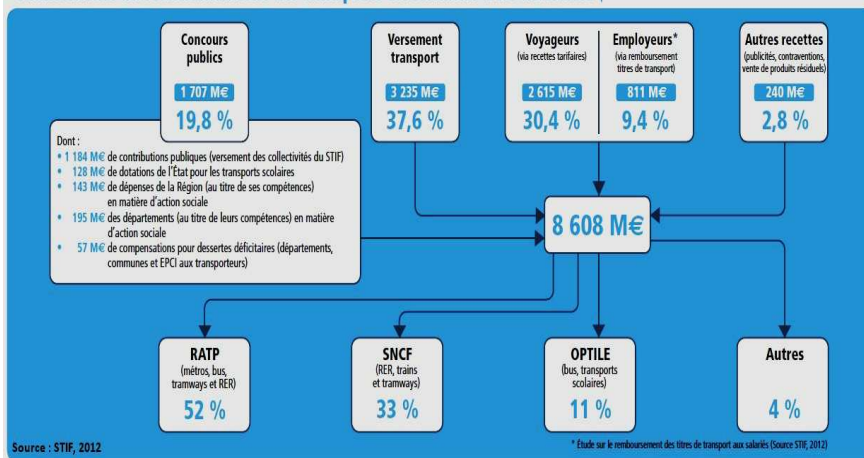 Concours
publics
1 707 M€
19,8 %
Versement
transport
3 235 M€
37,6 %
Voyageurs
(via recettes tarifaires)
2 615 M€
30,4 %
Employeurs*
(via remboursement
titres de transport)
811 M€
9,4 %
Autres recettes
(publicités, contraventions,
vente de produits résiduels)
240 M€
2,8 %
Dont :
• 1 184 M€ de contributions publiques (versement des collectivités du STIF)
• 128 M€ de dotations de l'État pour les transports scolaires
• 143 M€ de dépenses de la Région (au titre de ses compétences)
en matière d'action sociale
• 195 M€ des départements (au titre de leurs compétences) en matière
d'action sociale
• 57 M€ de compensations pour dessertes déficitaires (départements,
communes et EPCI aux transporteurs)
8 608 M€
RATP
(métros, bus,
tramways et RER)
52 %
SNCF
(RER, trains
et tramways)
33 %
OPTILE
(bus, transports
scolaires)
11 %
Autres
4 %
Source : STIF, 2012
* Étude sur le remboursement des titres de transport aux salariés (Source STIF, 2012)